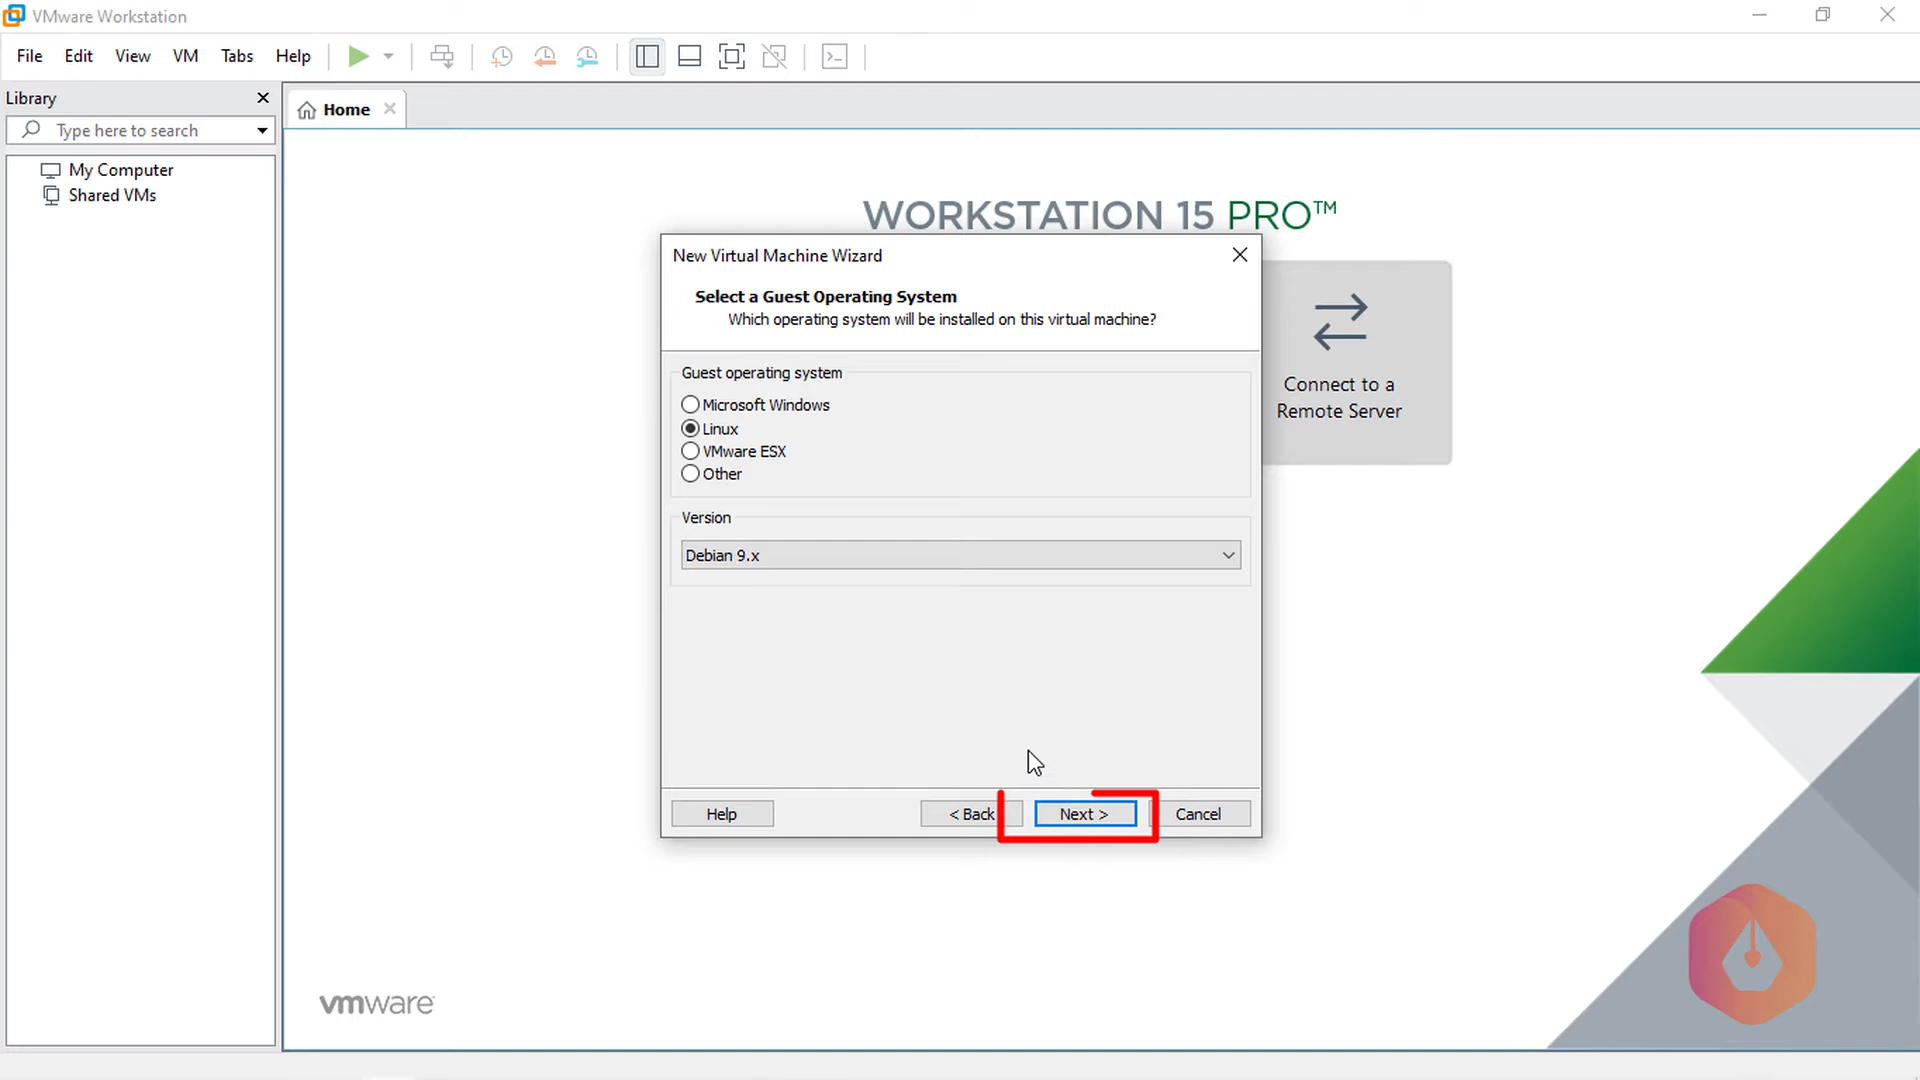 VMware Workstation
File Edit View VM Tabs Help
Library
Type here to search
My Computer
Shared VMs
Home
WORKSTATION 15 PRO™
New Virtual Machine Wizard
Select a Guest Operating System
Which operating system will be installed on this virtual machine?
Guest operating system
Microsoft Windows
Linux
VMware ESX
Other
Version
Debian 9.x
Help < Back Next > Cancel
Connect to a
Remote Server
vmware